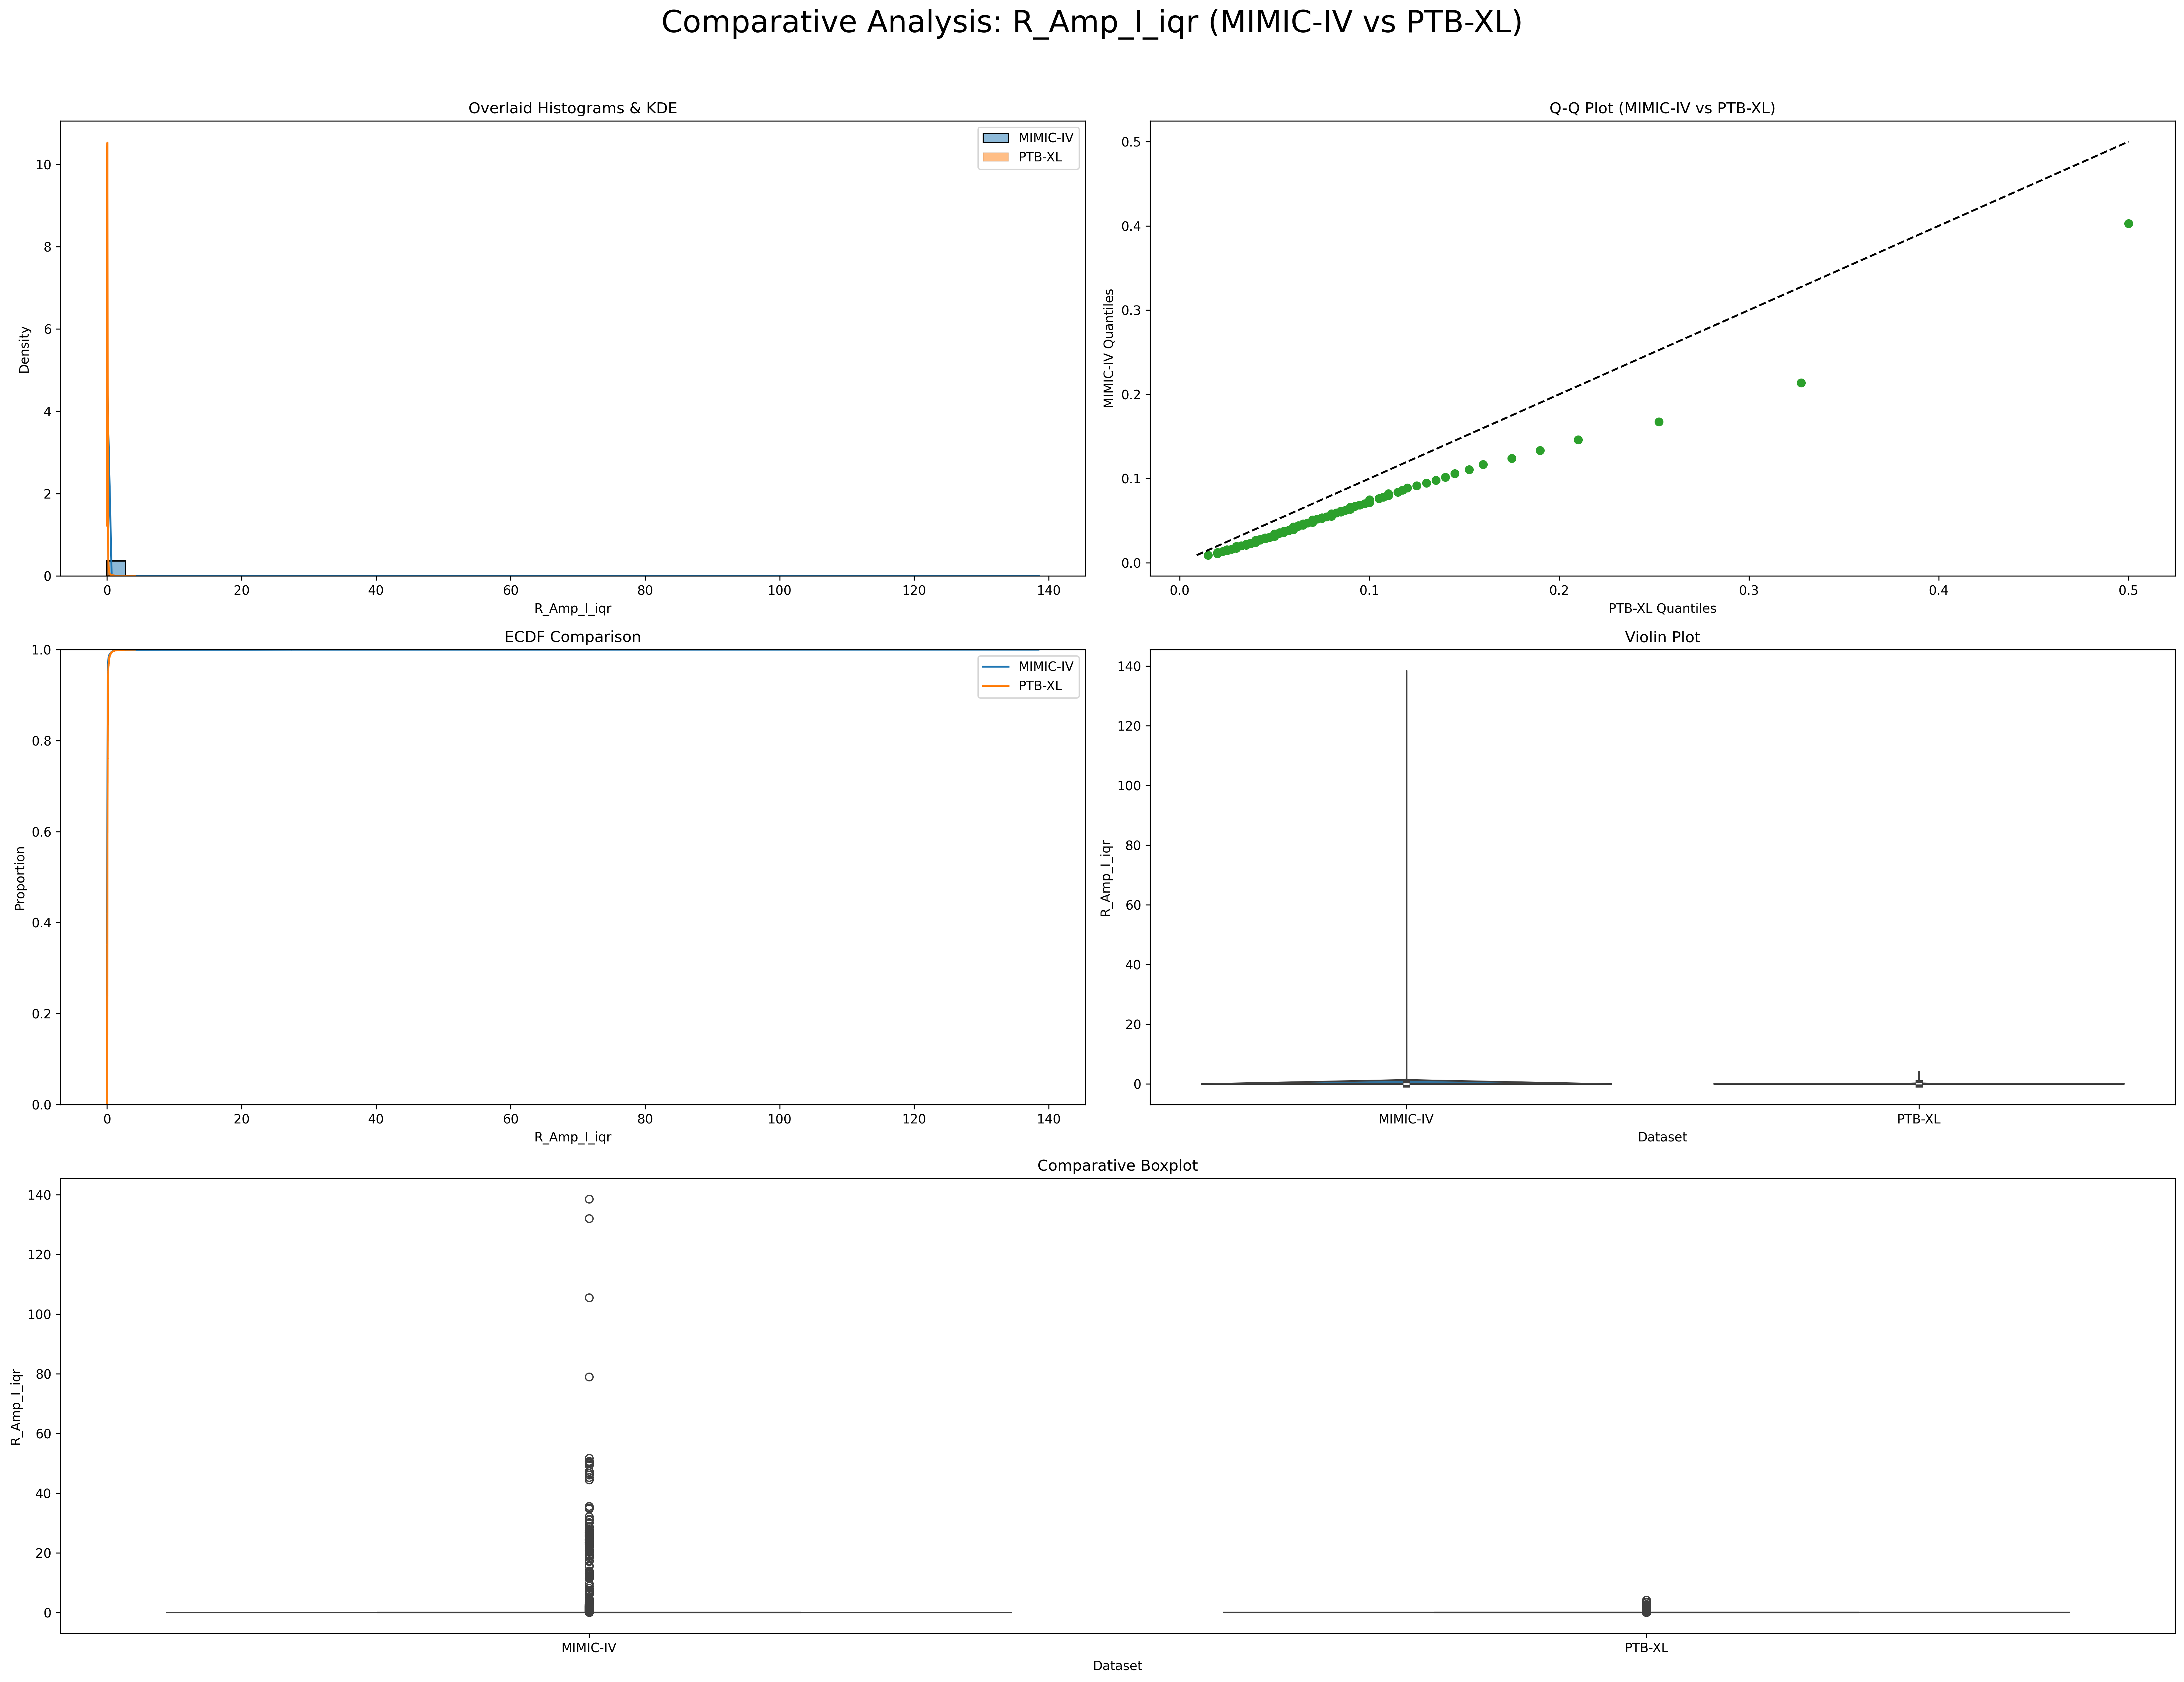 Comparative Analysis: R_Amp_I_iqr (MIMIC-IV vs PTB-XL)
Overlaid Histograms & KDE
MIMIC-IV
PTB-XL
Density
0
2
4
6
8
10
0 20 40 60 80 100 120 140
R_Amp_I_iqr
Q-Q Plot (MIMIC-IV vs PTB-XL)
MIMIC-IV Quantiles
0.5
0.4
0.3
0.2
0.1
0.0
0.0 0.1 0.2 0.3 0.4 0.5
PTB-XL Quantiles
ECDF Comparison
MIMIC-IV
PTB-XL
Proportion
1.0
0.8
0.6
0.4
0.2
0.0
0 20 40 60 80 100 120 140
R_Amp_I_iqr
Violin Plot
R_Amp_I_iqr
140
120
100
80
60
40
20
0
MIMIC-IV PTB-XL
Dataset
Comparative Boxplot
R_Amp_I_iqr
140
120
100
80
60
40
20
0
MIMIC-IV PTB-XL
Dataset